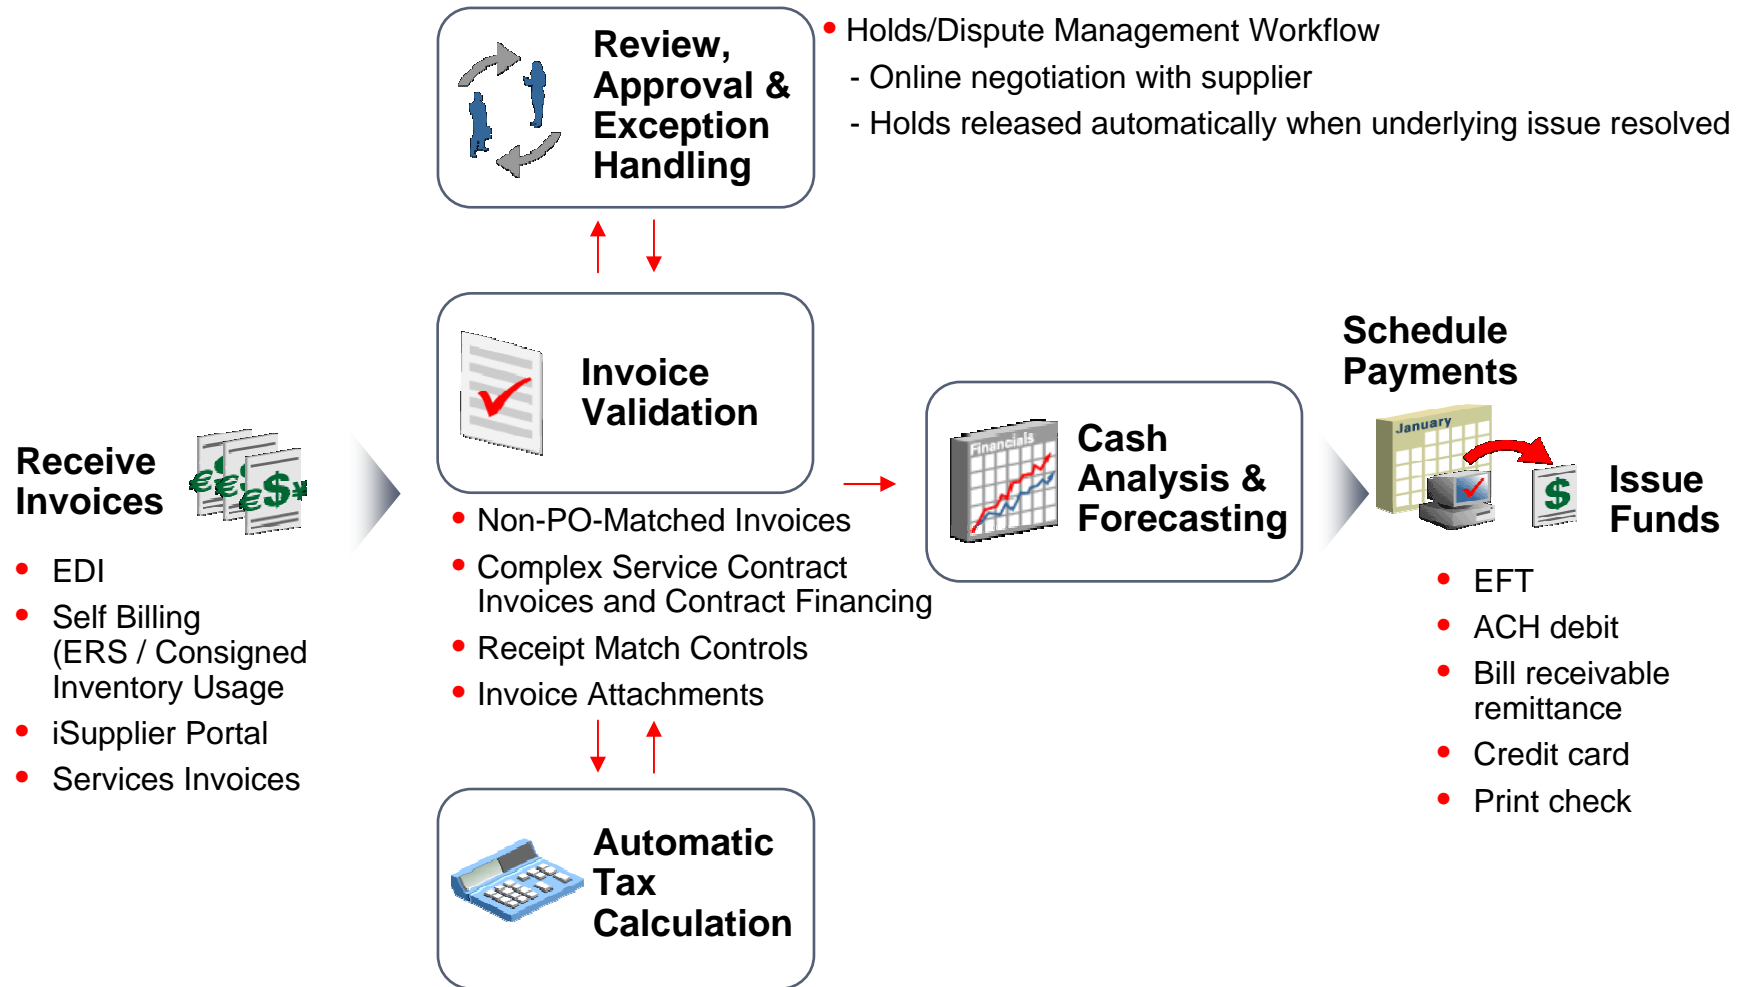 Review,
Approval &
Exception
Handling
• Holds/Dispute Management Workflow
- Online negotiation with supplier
- Holds released automatically when underlying issue resolved
Invoice
Validation
Receive
Invoices
€$
€$
€$¥
• EDI
• Self Billing
(ERS / Consigned
Inventory Usage
• iSupplier Portal
• Services Invoices
• Non-PO-Matched Invoices
• Complex Service Contract
Invoices and Contract Financing
• Receipt Match Controls
• Invoice Attachments
Automatic
Tax
Calculation
Financials
Cash
Analysis &
Forecasting
Schedule
Payments
January
$
Issue
Funds
• EFT
• ACH debit
• Bill receivable
remittance
• Credit card
• Print check